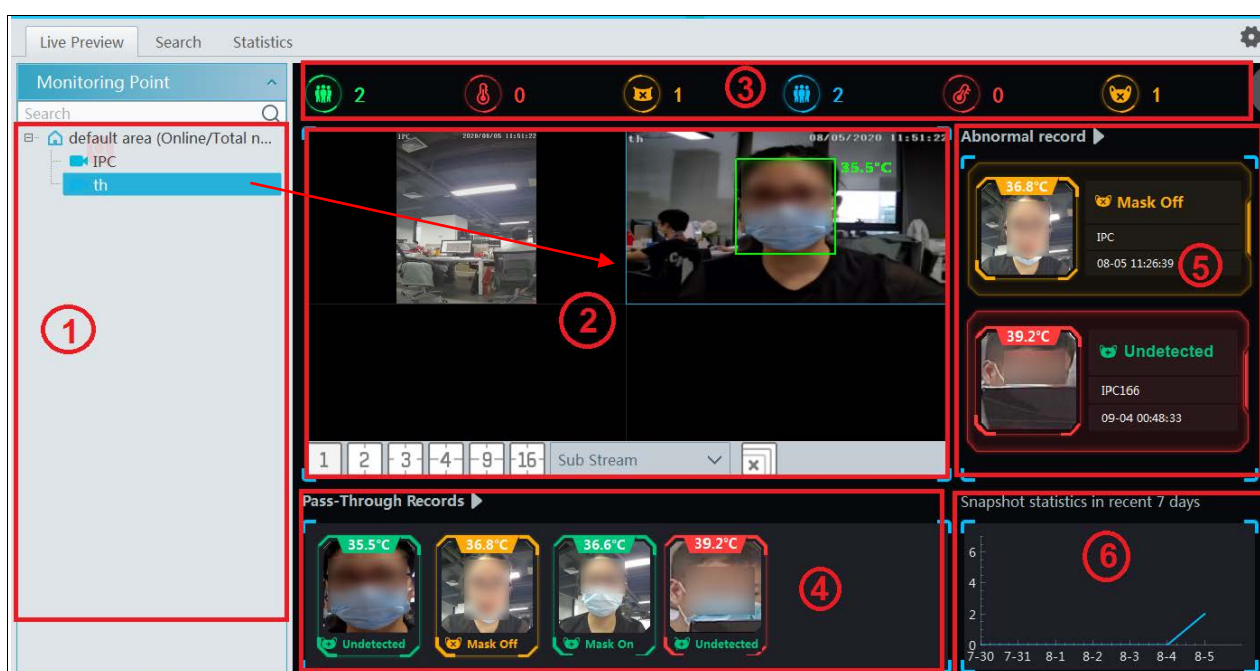 Live Preview Search Statistics
Monitoring Point
Search
default area (Online/Total n...
IPC
th
1
2 0 1 3 2 0 1
IPC 2020/08/05 11:51:22
th 08/05/2020 11:51:22
35.5°C
2
1 2 3 4 9 16 Sub Stream
Abnormal record
36.8°C
Mask Off
IPC
08-05 11:26:39
5
39.2°C
Undetected
IPC166
09-04 00:48:33
Pass-Through Records
35.5°C 36.8°C 36.6°C 39.2°C
Undetected Mask Off Mask On Undetected
4
Snapshot statistics in recent 7 days
6
6
4
2
0
7-30 7-31 8-1 8-2 8-3 8-4 8-5